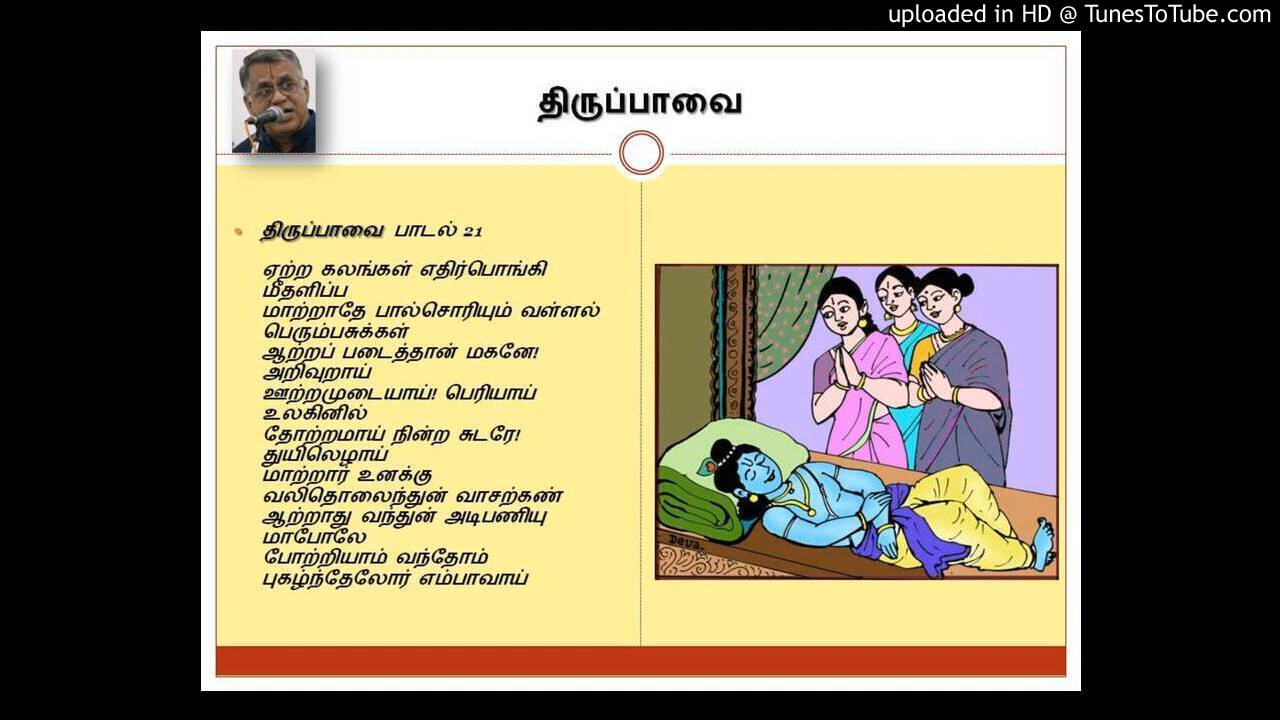 uploaded in HD @ TunesToTube.com
திருப்பாவை
திருப்பாவை பாடல் 21
ஏற்ற கலங்கள் எதிர்பொங்கி
மீதளிப்ப
மாற்றாதே பால்சொரியும் வள்ளல்
பெரும்பசுக்கள்
ஆற்றப் படைத்தான் மகனே!
அறிவுறாய்
ஊற்றமுடையாய்! பெரியாய்
உலகினில்
தோற்றமாய் நின்ற சுடரே!
துயிலெழாய்
மாற்றார் உனக்கு
வலிதொலைந்துன் வாசற்கண்
ஆற்றாது வந்துன் அடிபணியு
மாபோலே
போற்றியாம் வந்தோம்
புகழ்ந்தேலோர் எம்பாவாய்
Deva.